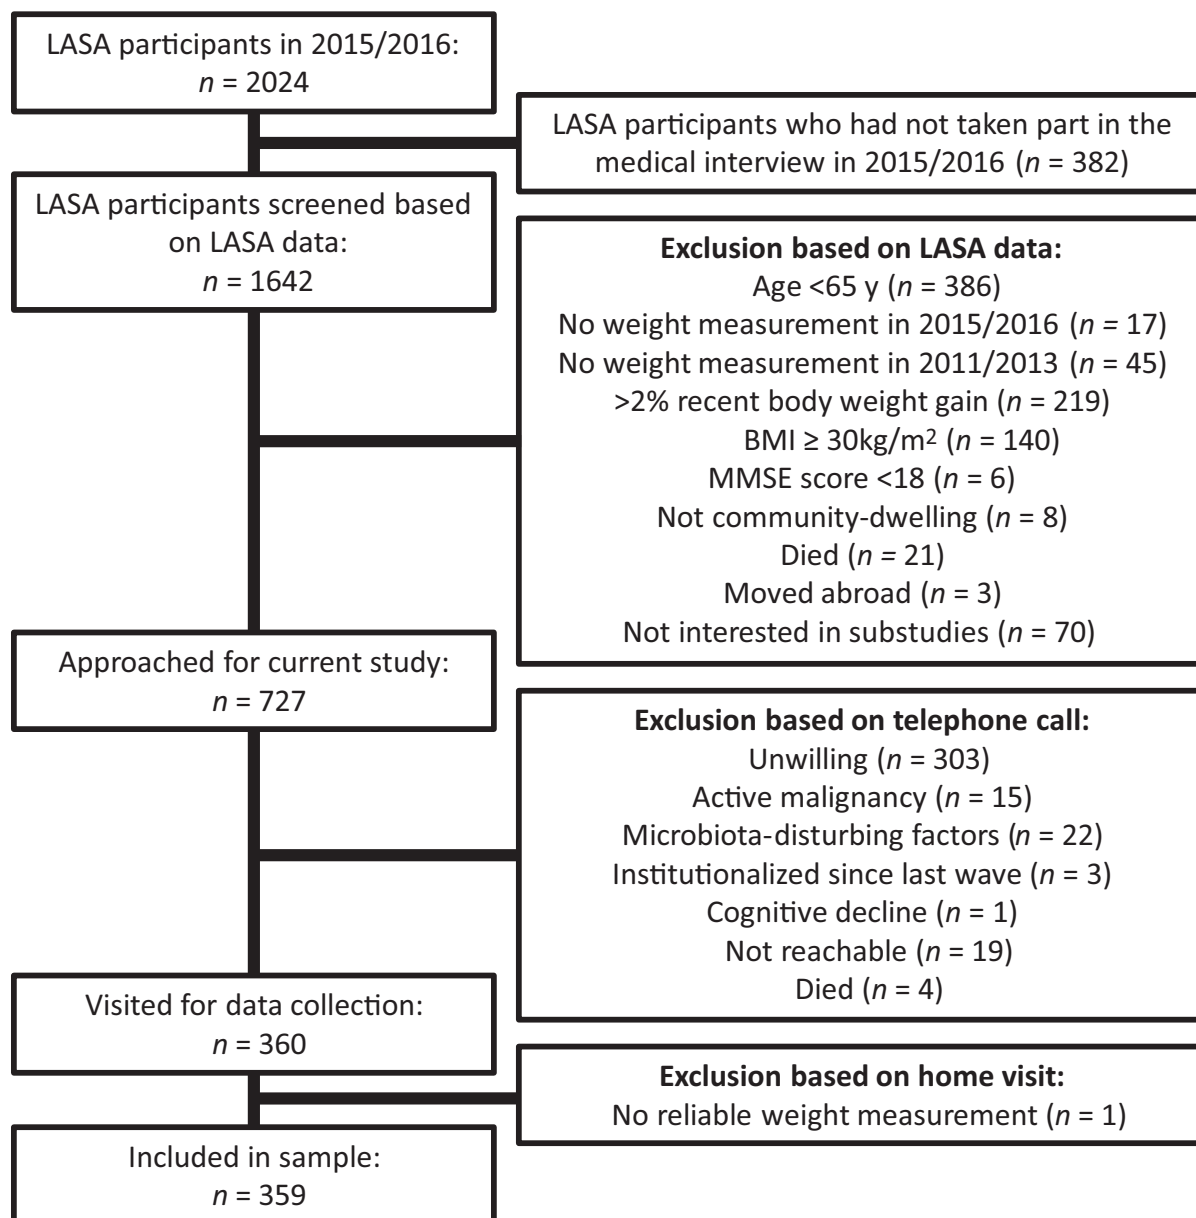 LASA participants in 2015/2016:
n = 2024
LASA participants who had not taken part in the
medical interview in 2015/2016 (n = 382)
LASA participants screened based
on LASA data:
n = 1642
Exclusion based on LASA data:
Age <65 y (n = 386)
No weight measurement in 2015/2016 (n = 17)
No weight measurement in 2011/2013 (n = 45)
>2% recent body weight gain (n = 219)
BMI ≥ 30kg/m² (n = 140)
MMSE score <18 (n = 6)
Not community-dwelling (n = 8)
Died (n = 21)
Moved abroad (n = 3)
Not interested in substudies (n = 70)
Approached for current study:
n = 727
Exclusion based on telephone call:
Unwilling (n = 303)
Active malignancy (n = 15)
Microbiota-disturbing factors (n = 22)
Institutionalized since last wave (n = 3)
Cognitive decline (n = 1)
Not reachable (n = 19)
Died (n = 4)
Visited for data collection:
n = 360
Exclusion based on home visit:
No reliable weight measurement (n = 1)
Included in sample:
n = 359